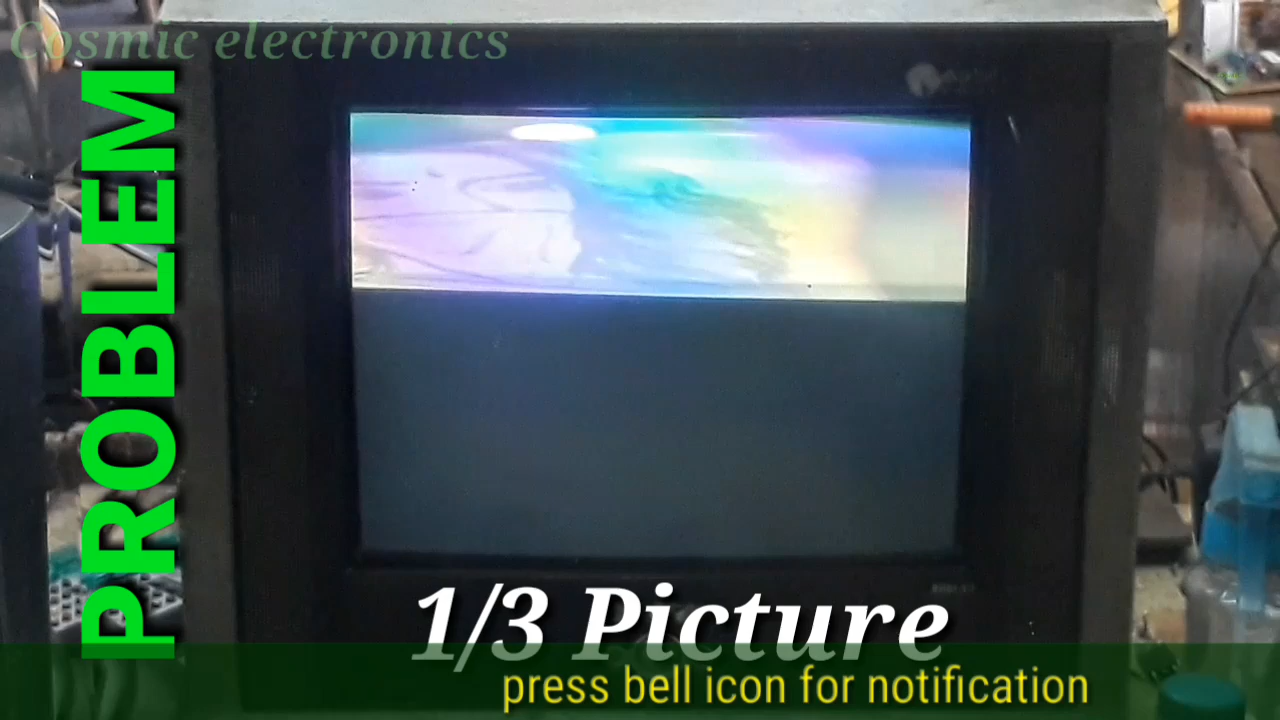 Cosmic electronics
PROBLEM
1/3 Picture
press bell icon for notification